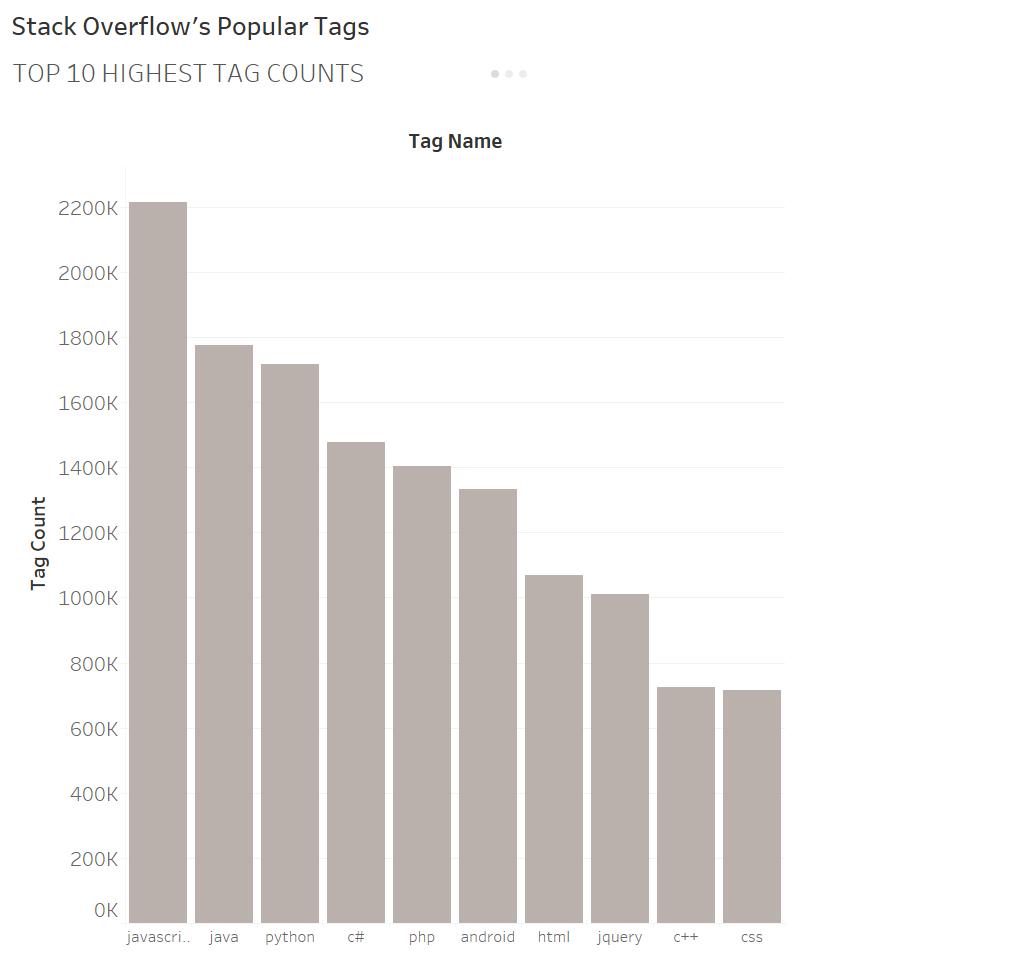 Stack Overflow's Popular Tags
TOP 10 HIGHEST TAG COUNTS
Tag Name
2200K
2000K
1800K
1600K
1400K
1200K
1000K
800K
600K
400K
200K
0K
Tag Count
javascri.. java python c# php android html jquery c++ css